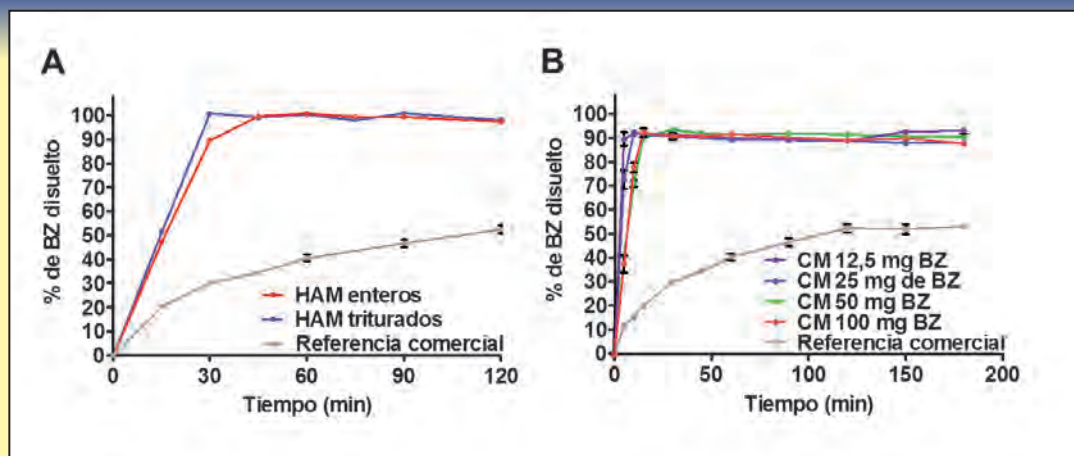 A
% de BZ disuelto
100
90
80
70
60
50
40
30
20
10
0
0 30 60 90 120
Tiempo (min)
HAM enteros
HAM triturados
Referencia comercial
B
% de BZ disuelto
100
90
80
70
60
50
40
30
20
10
0
0 50 100 150 200
Tiempo (min)
CM 12,5 mg BZ
CM 25 mg de BZ
CM 50 mg BZ
CM 100 mg BZ
Referencia comercial